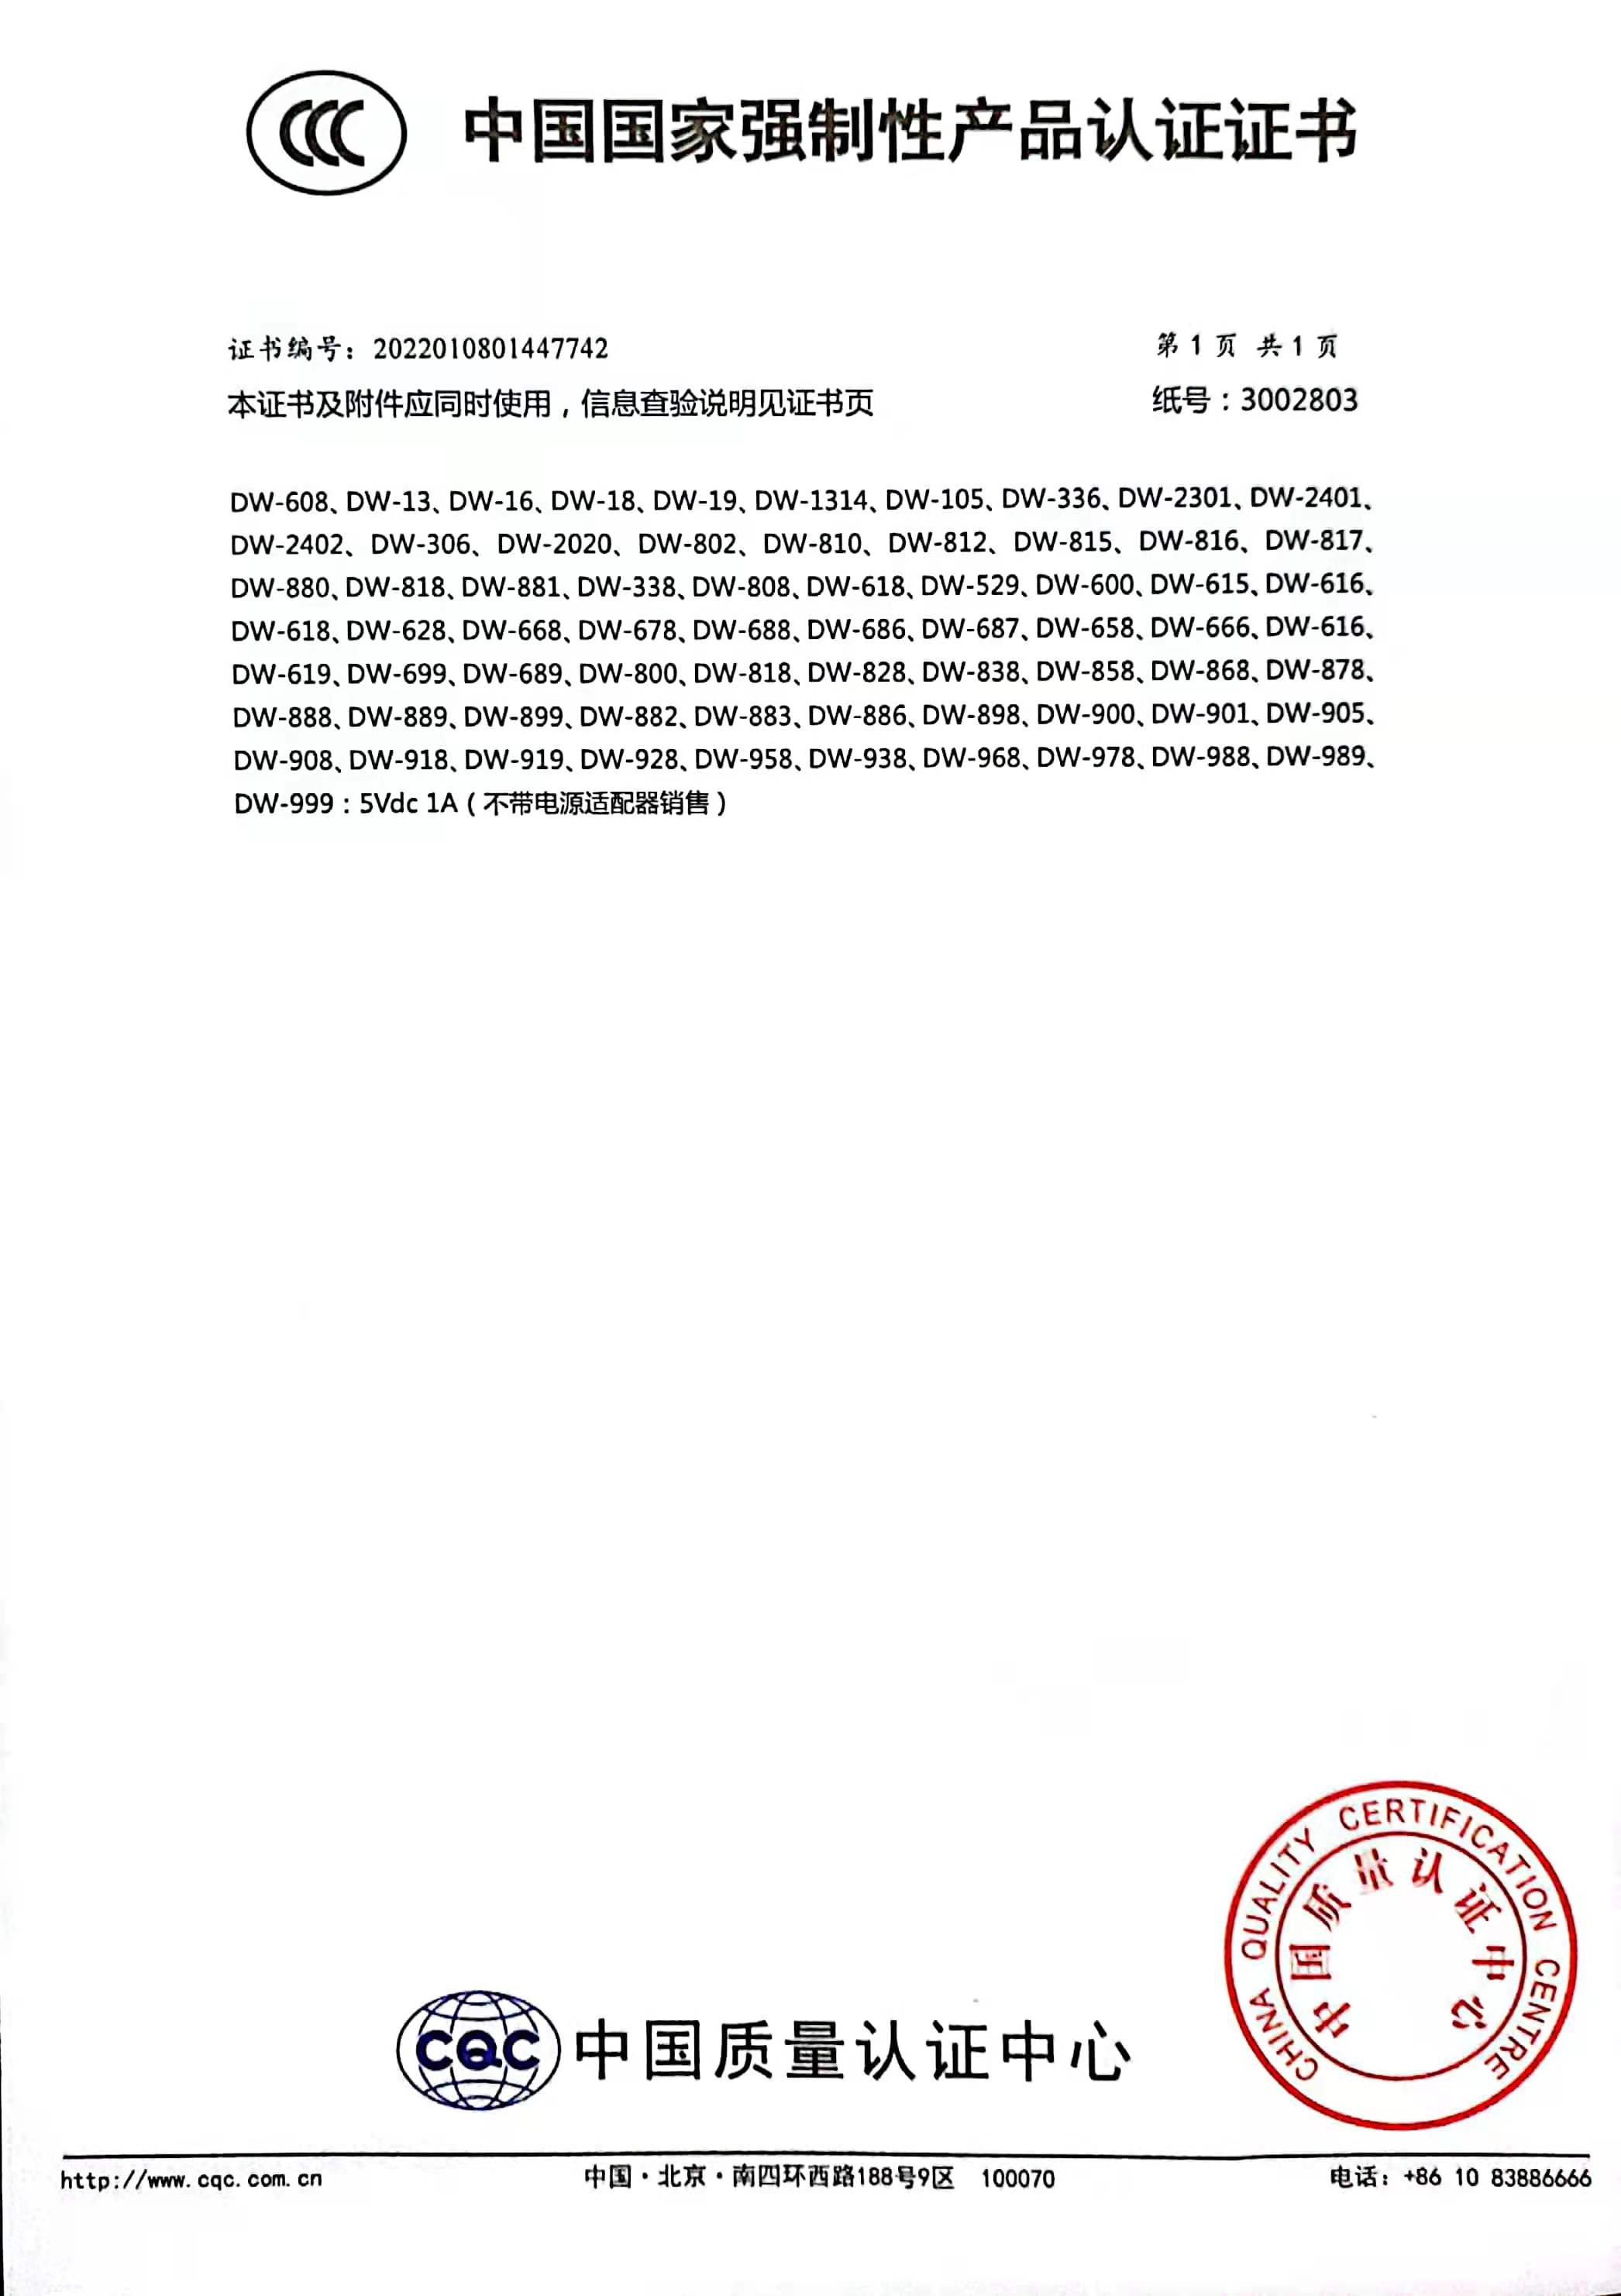 CCC 中国国家强制性产品认证证书
证书编号：2022010801447742 第 1 页 共 1 页
本证书及附件应同时使用，信息查验说明见证书页 纸号：3002803
DW-608、DW-13、DW-16、DW-18、DW-19、DW-1314、DW-105、DW-336、DW-2301、DW-2401、
DW-2402、DW-306、DW-2020、DW-802、DW-810、DW-812、DW-815、DW-816、DW-817、
DW-880、DW-818、DW-881、DW-338、DW-808、DW-618、DW-529、DW-600、DW-615、DW-616、
DW-618、DW-628、DW-668、DW-678、DW-688、DW-686、DW-687、DW-658、DW-666、DW-616、
DW-619、DW-699、DW-689、DW-800、DW-818、DW-828、DW-838、DW-858、DW-868、DW-878、
DW-888、DW-889、DW-899、DW-882、DW-883、DW-886、DW-898、DW-900、DW-901、DW-905、
DW-908、DW-918、DW-919、DW-928、DW-958、DW-938、DW-968、DW-978、DW-988、DW-989、
DW-999：5Vdc 1A（不带电源适配器销售）
CHINA QUALITY CERTIFICATION CENTRE
中国质量认证中心
CQC 中国质量认证中心
http://www.cqc.com.cn 中国·北京·南四环西路188号9区 100070 电话：+86 10 83886666